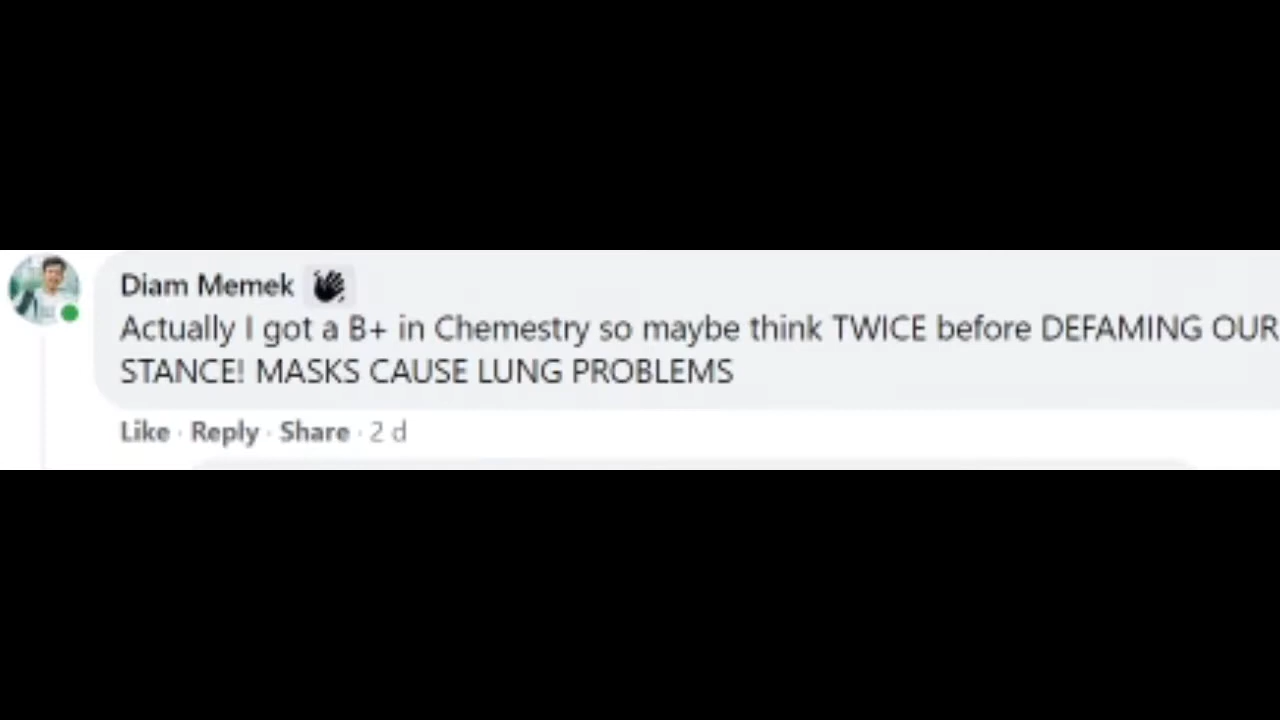 Diam Memek 👋
Actually I got a B+ in Chemestry so maybe think TWICE before DEFAMING OUR
STANCE! MASKS CAUSE LUNG PROBLEMS
Like · Reply · Share · 2 d